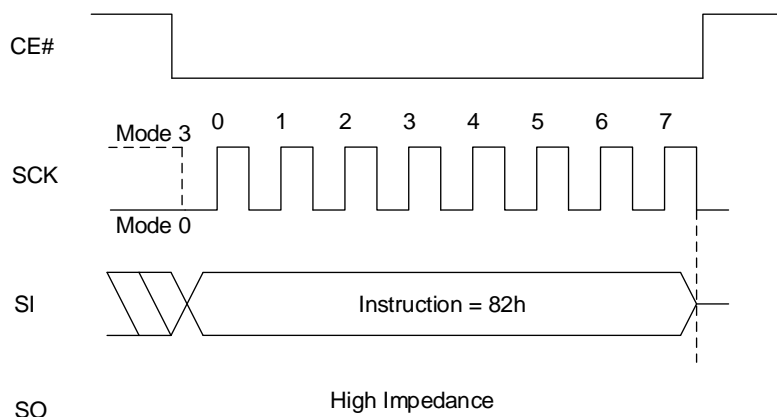 CE#
Mode 3
0 1 2 3 4 5 6 7
SCK
Mode 0
SI
Instruction = 82h
SO
High Impedance